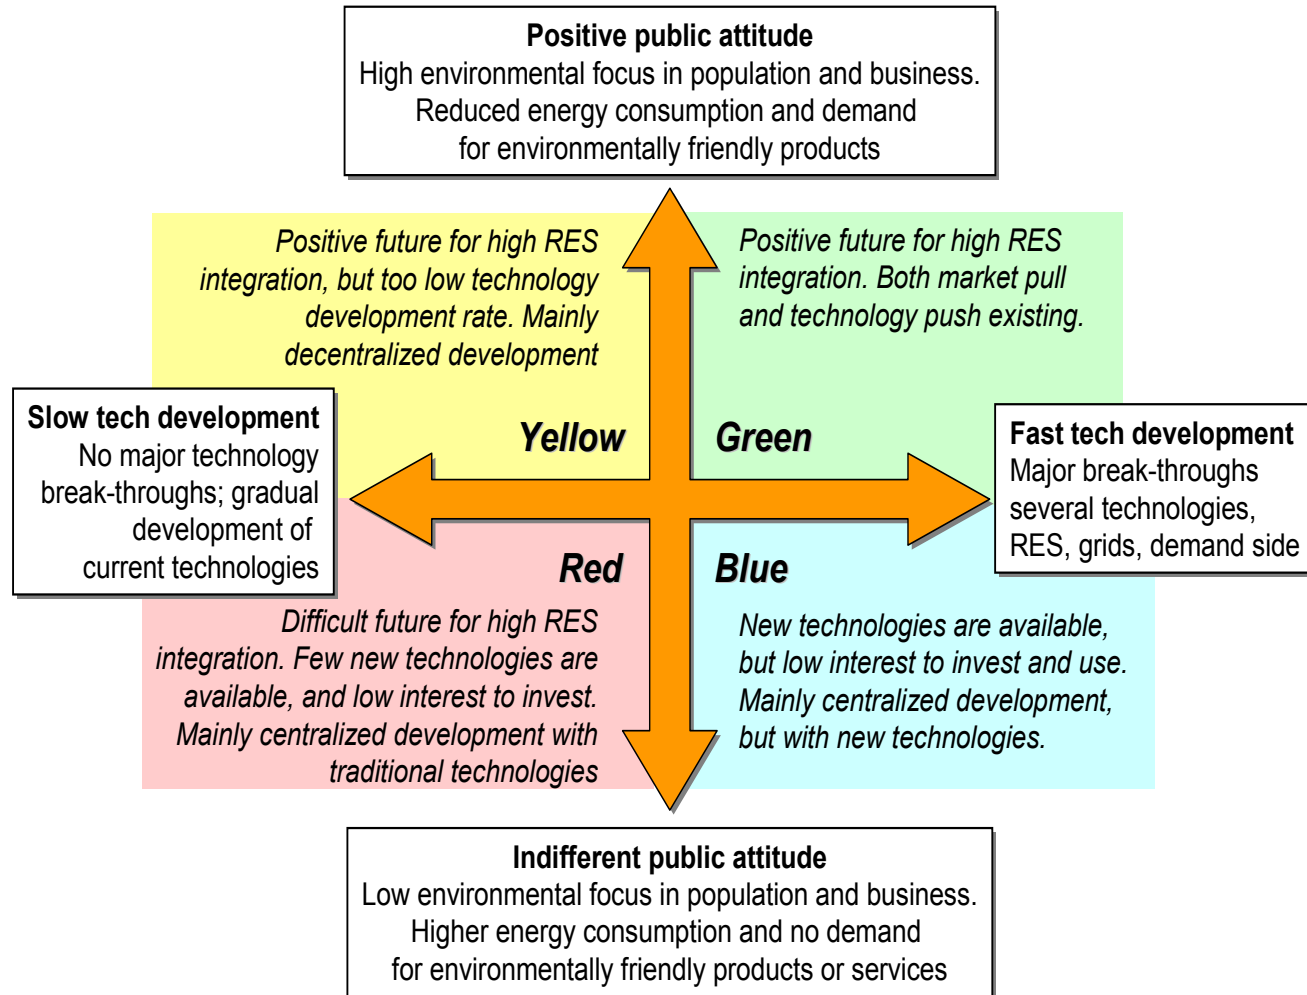 Positive public attitude
High environmental focus in population and business.
Reduced energy consumption and demand
for environmentally friendly products
Positive future for high RES
integration, but too low technology
development rate. Mainly
decentralized development
Positive future for high RES
integration. Both market pull
and technology push existing.
Slow tech development
No major technology
break-throughs; gradual
development of
current technologies
Yellow
Green
Fast tech development
Major break-throughs
several technologies,
RES, grids, demand side
Red
Blue
Difficult future for high RES
integration. Few new technologies are
available, and low interest to invest.
Mainly centralized development with
traditional technologies
New technologies are available,
but low interest to invest and use.
Mainly centralized development,
but with new technologies.
Indifferent public attitude
Low environmental focus in population and business.
Higher energy consumption and no demand
for environmentally friendly products or services